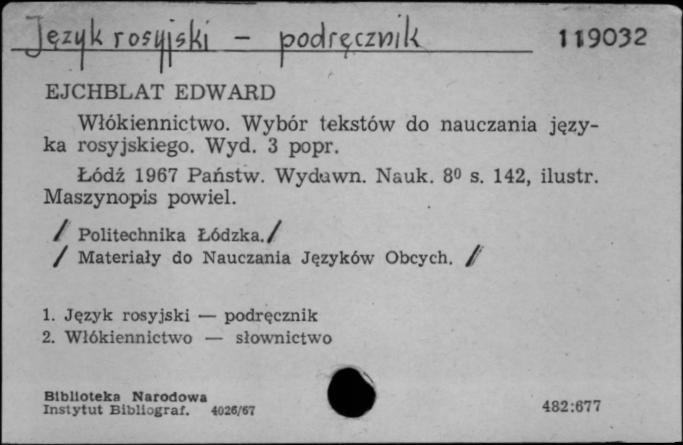 Język rosyjski — podręcznik 119032
EJCHBLAT EDWARD
Włókiennictwo. Wybór tekstów do nauczania języ-
ka rosyjskiego. Wyd. 3 popr.
Łódź 1967 Państw. Wydawn. Nauk. 8⁰ s. 142, ilustr.
Maszynopis powiel.
/ Politechnika Łódzka./
/ Materiały do Nauczania Języków Obcych. /
1. Język rosyjski — podręcznik
2. Włókiennictwo — słownictwo
Biblioteka Narodowa
Instytut Bibliograf. 4026/67 482:677